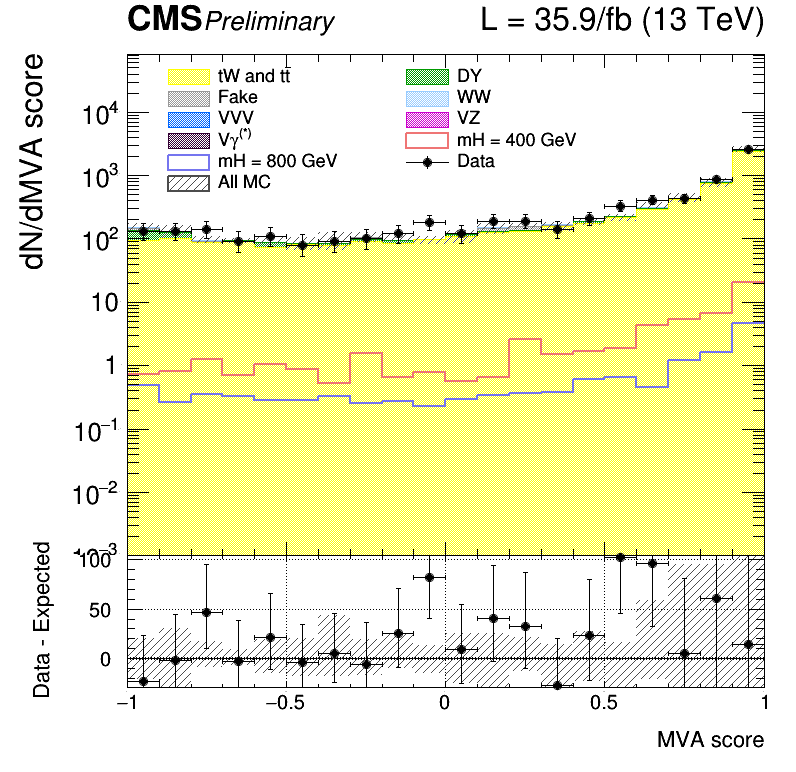 CMS Preliminary L = 35.9/fb (13 TeV)
dN/dMVA score
tW and tt DY
Fake WW
VVV VZ
Vγ(*) mH = 400 GeV
mH = 800 GeV Data
All MC
10⁴
10³
10²
10
1
10⁻¹
10⁻²
Data - Expected
100
50
0
−1 −0.5 0 0.5 1
MVA score